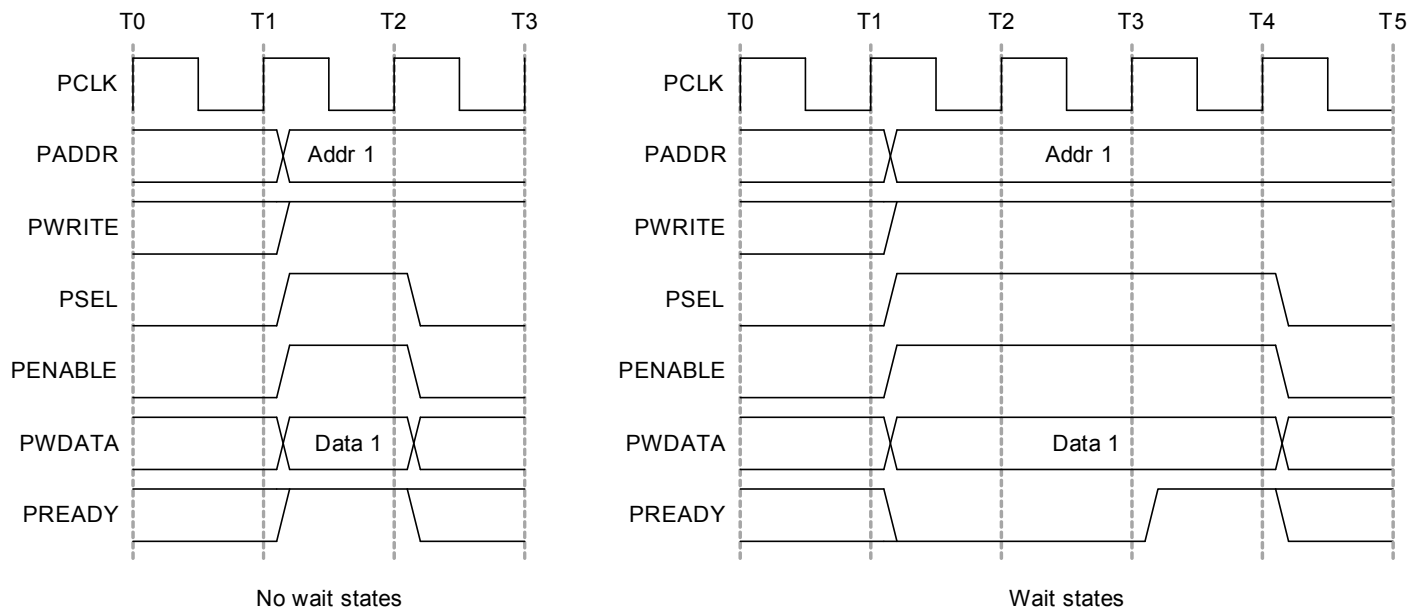 T0 T1 T2 T3
PCLK
PADDR Addr 1
PWRITE
PSEL
PENABLE
PWDATA Data 1
PREADY
No wait states
T0 T1 T2 T3 T4 T5
PCLK
PADDR Addr 1
PWRITE
PSEL
PENABLE
PWDATA Data 1
PREADY
Wait states